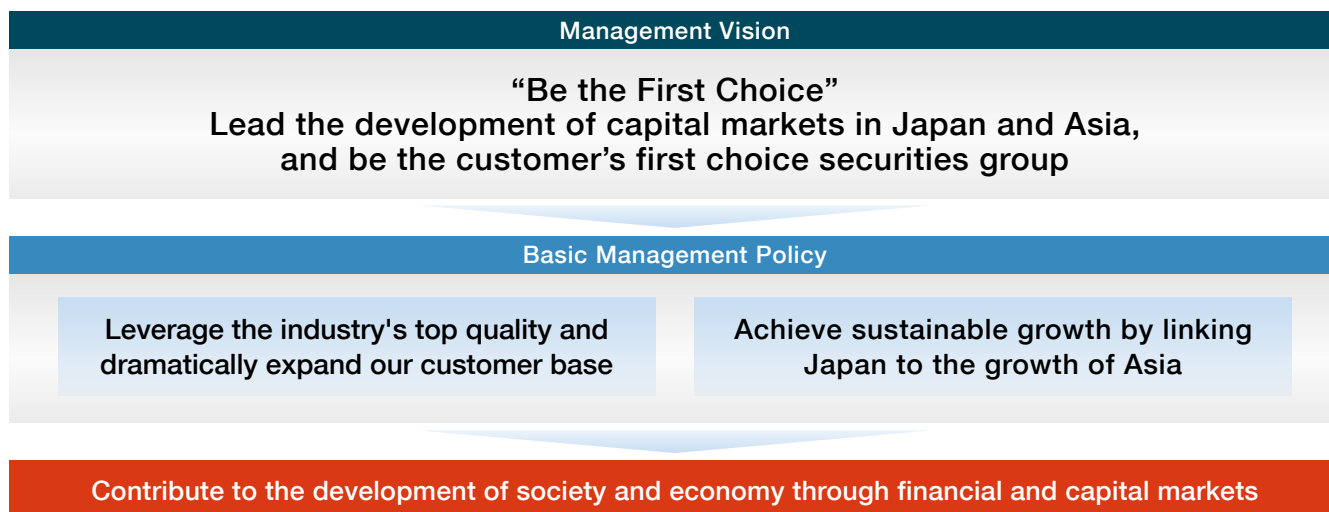 Management Vision
“Be the First Choice”
Lead the development of capital markets in Japan and Asia,
and be the customer’s first choice securities group
Basic Management Policy
Leverage the industry's top quality and
dramatically expand our customer base
Achieve sustainable growth by linking
Japan to the growth of Asia
Contribute to the development of society and economy through financial and capital markets